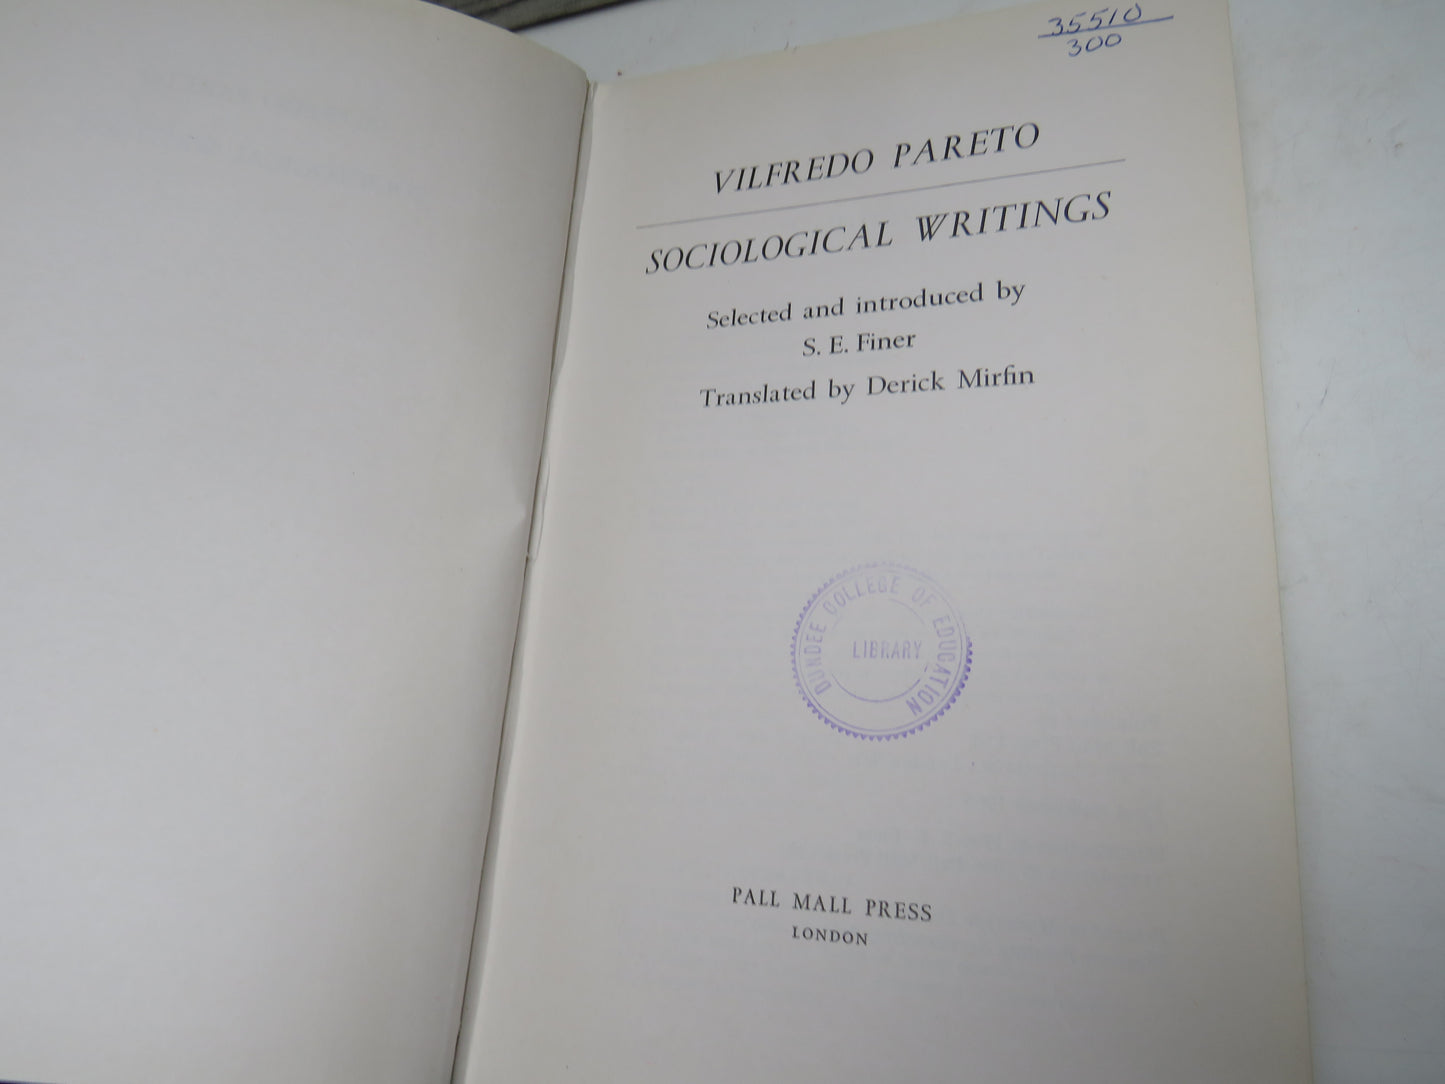 35510
300
VILFREDO PARETO
SOCIOLOGICAL WRITINGS
Selected and introduced by
S. E. Finer
Translated by Derick Mirfin
DUNDEE COLLEGE OF EDUCATION
LIBRARY
PALL MALL PRESS
LONDON